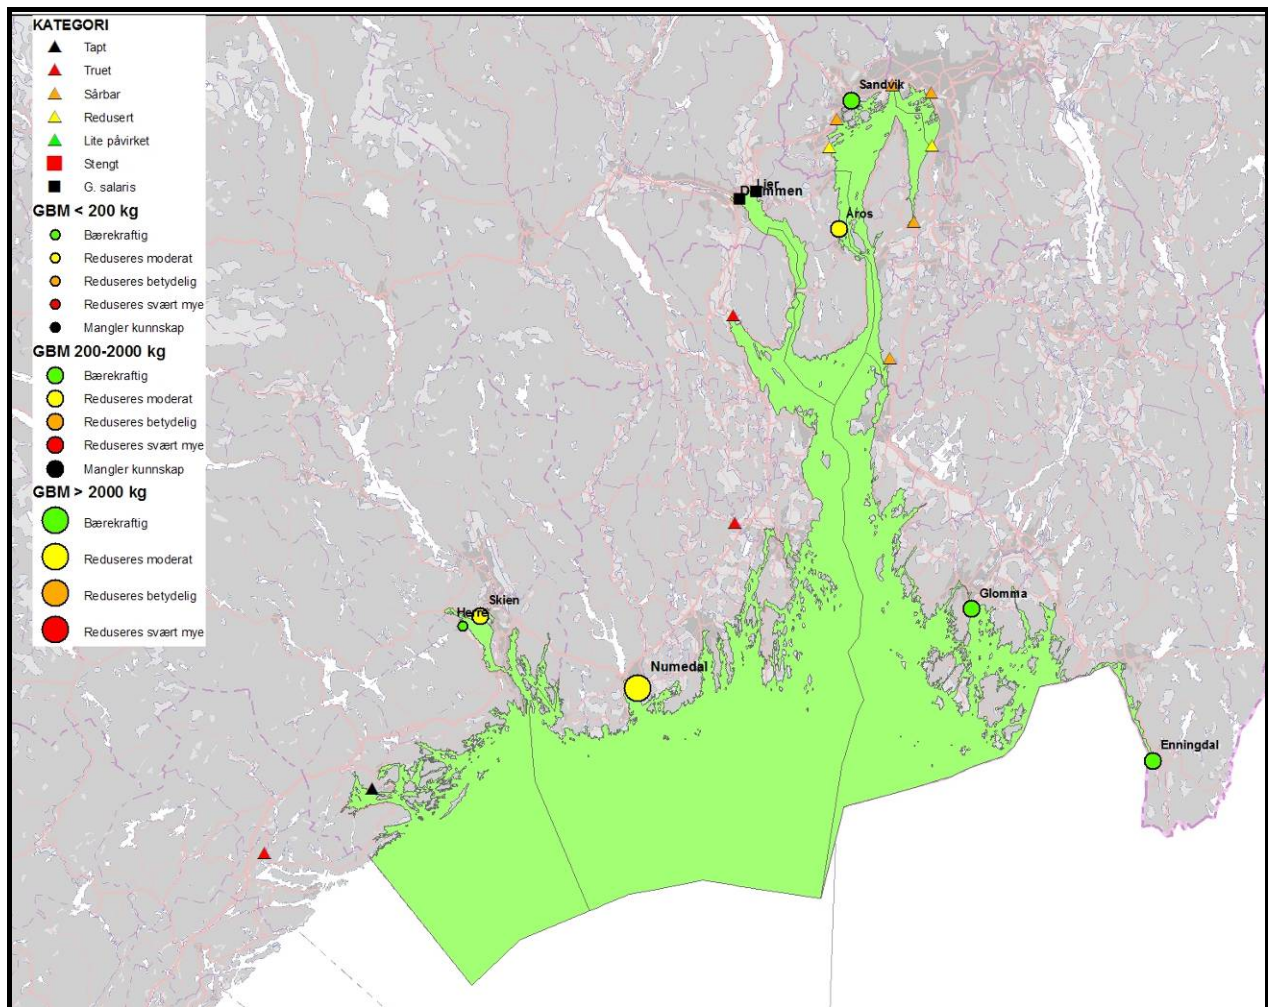 KATEGORI
Tapt
Truet
Sårbar
Redusert
Lite påvirket
Stengt
G. salaris
GBM < 200 kg
Bærekraftig
Reduseres moderat
Reduseres betydelig
Reduseres svært mye
Mangler kunnskap
GBM 200-2000 kg
Bærekraftig
Reduseres moderat
Reduseres betydelig
Reduseres svært mye
Mangler kunnskap
GBM > 2000 kg
Bærekraftig
Reduseres moderat
Reduseres betydelig
Reduseres svært mye
Sandvik
Lier
Åros
Skien
Herre
Glomma
Numedal
Enningdal